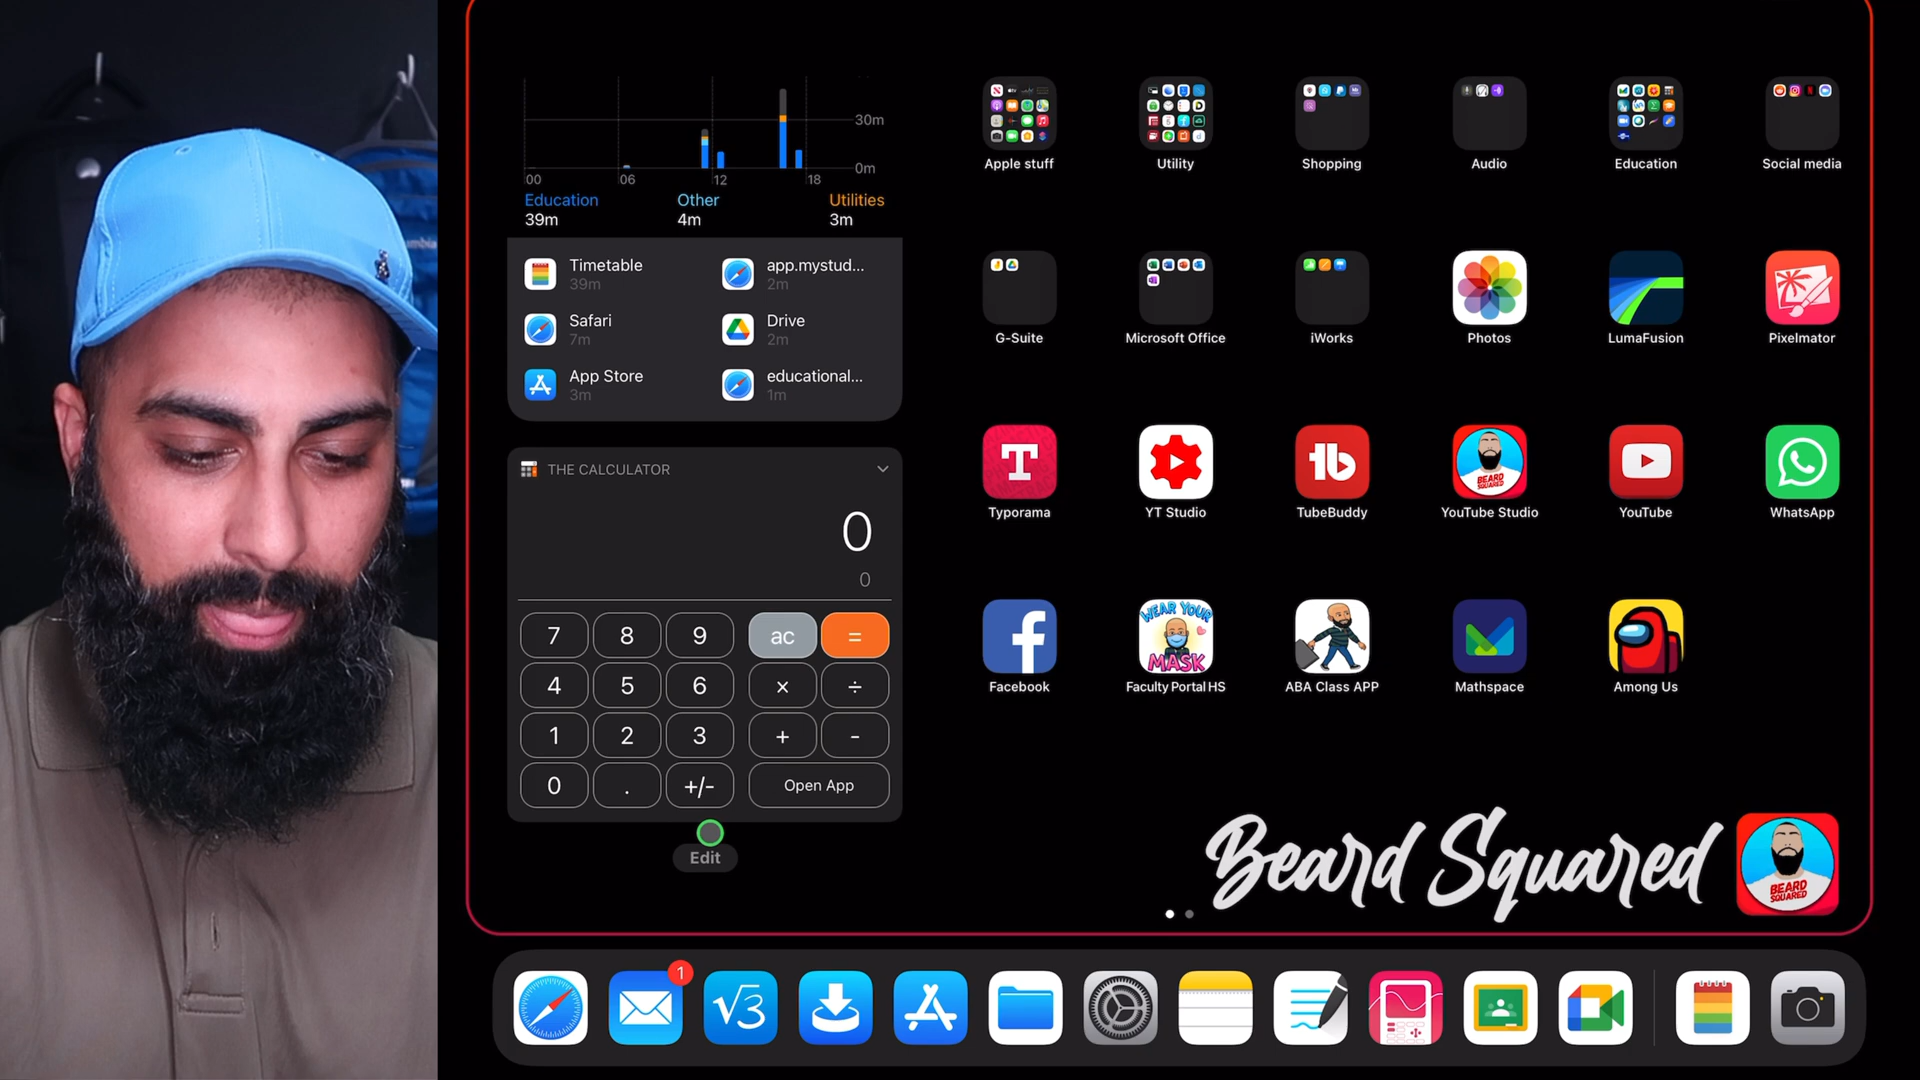 30m
0m
00 06 12 18
Education Other Utilities
39m 4m 3m
Timetable
39m
app.mystud...
2m
Safari
7m
Drive
2m
App Store
3m
educational...
1m
THE CALCULATOR
0
0
7 8 9 ac =
4 5 6 × ÷
1 2 3 + -
0 . +/- Open App
Edit
Apple stuff Utility Shopping Audio Education Social media
G-Suite Microsoft Office iWorks Photos LumaFusion Pixelmator
T
tb
BEARD
SQUARED
Typorama YT Studio TubeBuddy YouTube Studio YouTube WhatsApp
WEAR YOUR
MASK
Facebook Faculty Portal HS ABA Class APP Mathspace Among Us
Beard Squared
BEARD
SQUARED
1
√3